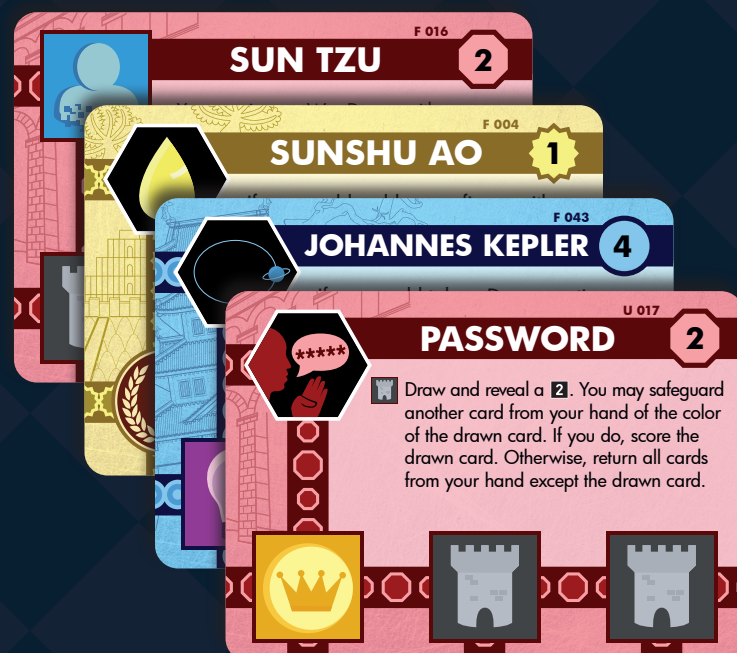 F 016
SUN TZU
2
F 004
SUNSHU AO
1
F 043
JOHANNES KEPLER
4
U 017
PASSWORD
2
*****
Draw and reveal a 2. You may safeguard
another card from your hand of the color
of the drawn card. If you do, score the
drawn card. Otherwise, return all cards
from your hand except the drawn card.